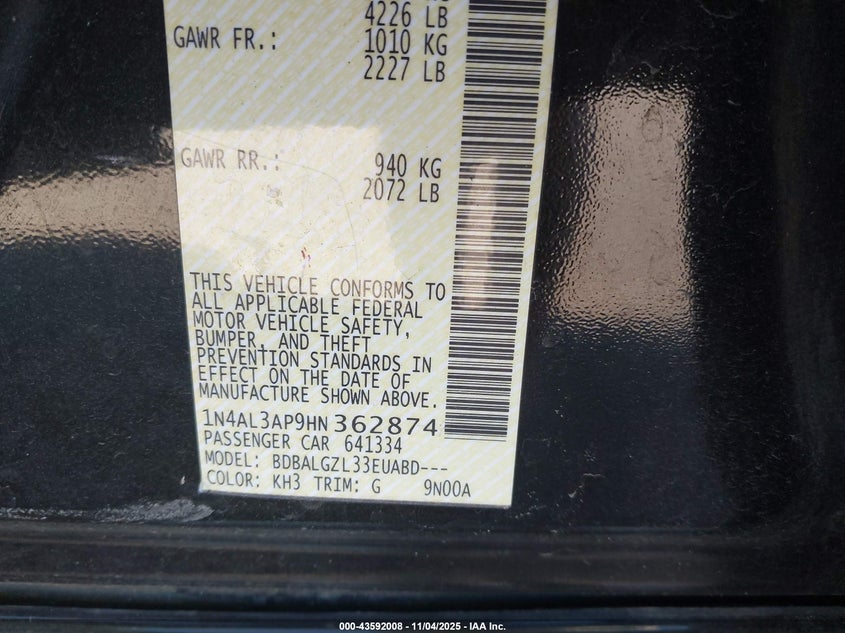 4226 LB
GAWR FR.: 1010 KG
2227 LB
GAWR RR.: 940 KG
2072 LB
THIS VEHICLE CONFORMS TO
ALL APPLICABLE FEDERAL
MOTOR VEHICLE SAFETY,
BUMPER, AND THEFT
PREVENTION STANDARDS IN
EFFECT ON THE DATE OF
MANUFACTURE SHOWN ABOVE.
1N4AL3AP9HN362874
PASSENGER CAR 641334
MODEL: BDBALGZL33EUABD---
COLOR: KH3 TRIM: G 9N00A
000-43592008 - 11/04/2025 - IAA Inc.